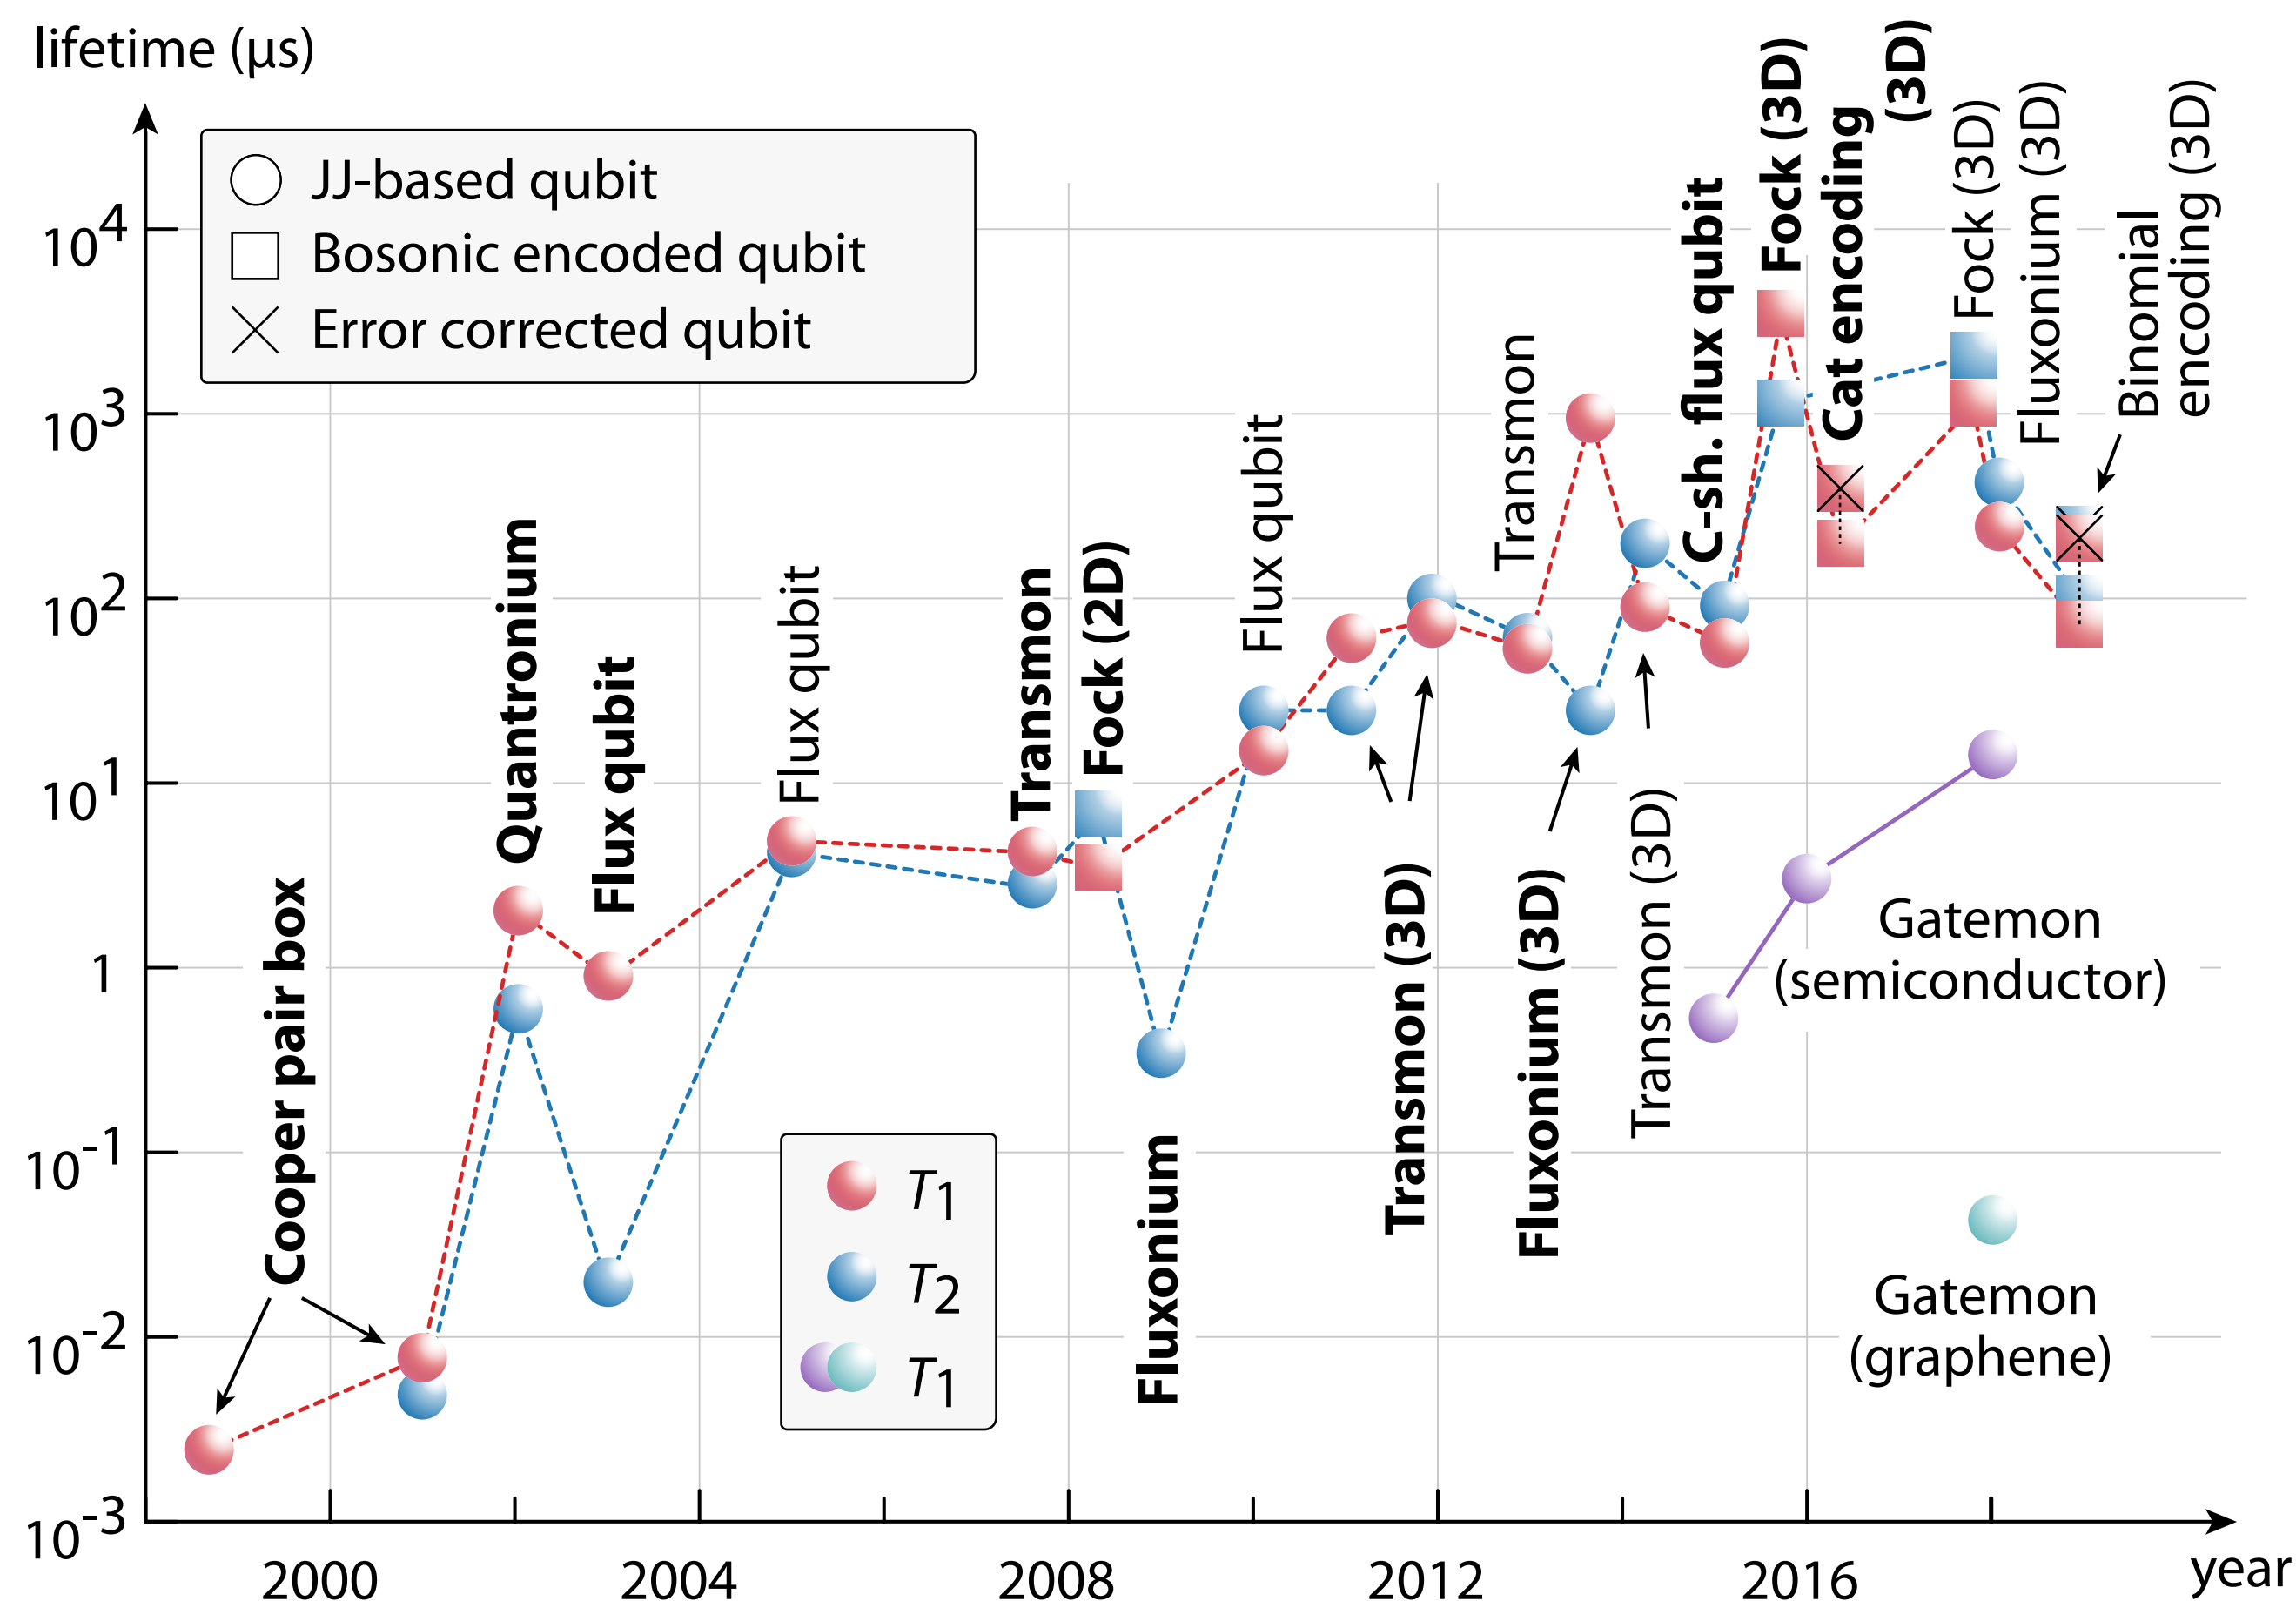 lifetime (μs)
JJ-based qubit
Bosonic encoded qubit
Error corrected qubit
10^4
10^3
10^2
10^1
1
10^-1
10^-2
10^-3
Cooper pair box
Quantronium
Flux qubit
Flux qubit
Transmon
Fock (2D)
Fluxonium
Flux qubit
Transmon (3D)
Transmon
Fluxonium (3D)
Transmon (3D)
C-sh. flux qubit
Fock (3D)
Cat encoding
(3D)
Fock (3D)
Fluxonium (3D)
Binomial
encoding (3D)
Gatemon
(semiconductor)
Gatemon
(graphene)
T1
T2
T1
2000
2004
2008
2012
2016
year